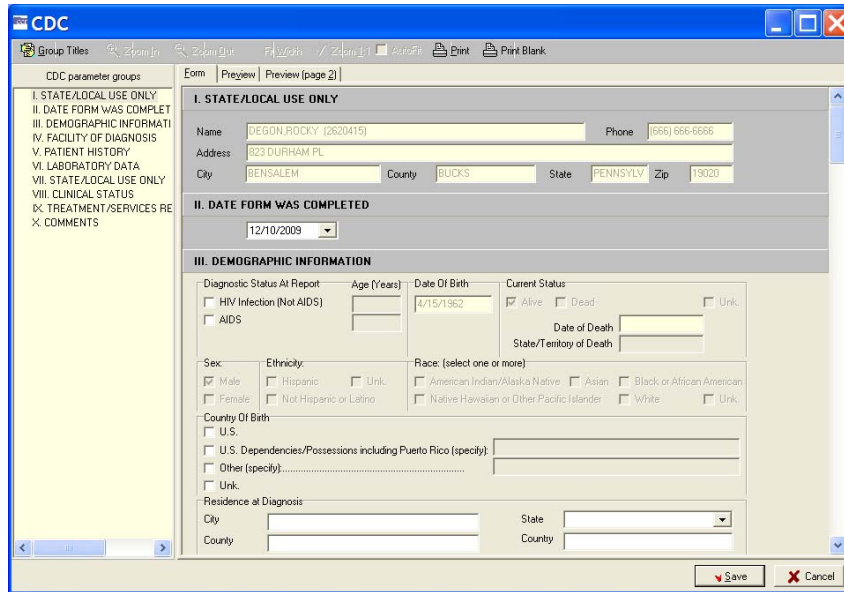 CDC
Group Titles Zoom In Zoom Out Fit Width Zoom 1:1 AutoFit Print Print Blank
CDC parameter groups
I. STATE/LOCAL USE ONLY
II. DATE FORM WAS COMPLET
III. DEMOGRAPHIC INFORMATI
IV. FACILITY OF DIAGNOSIS
V. PATIENT HISTORY
VI. LABORATORY DATA
VII. STATE/LOCAL USE ONLY
VIII. CLINICAL STATUS
IX. TREATMENT/SERVICES RE
X. COMMENTS
Form Preview Preview (page 2)
I. STATE/LOCAL USE ONLY
Name DEGON,ROCKY (2620415) Phone (666) 666-6666
Address 823 DURHAM PL
City BENSALEM County BUCKS State PENNSYLV Zip 19020
II. DATE FORM WAS COMPLETED
12/10/2009
III. DEMOGRAPHIC INFORMATION
Diagnostic Status At Report Age (Years) Date Of Birth Current Status
HIV Infection (Not AIDS) 4/15/1962 Alive Dead Unk.
AIDS
Date of Death
State/Territory of Death
Sex: Ethnicity: Race: (select one or more)
Male Hispanic Unk. American Indian/Alaska Native Asian Black or African American
Female Not Hispanic or Latino Native Hawaiian or Other Pacific Islander White Unk.
Country Of Birth
U.S.
U.S. Dependencies/Possessions including Puerto Rico (specify):
Other (specify):......................................................................
Unk.
Residence at Diagnosis
City State
County Country
Save Cancel